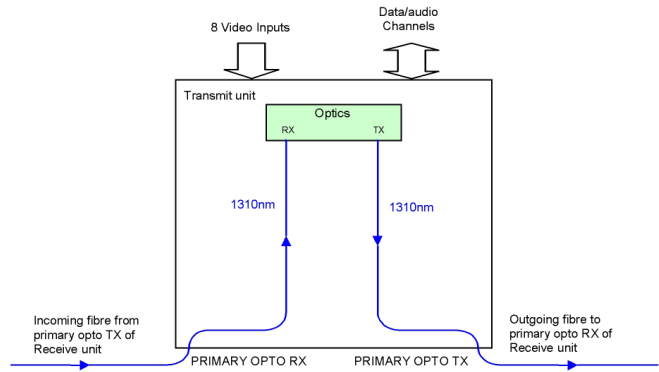 8 Video Inputs
Data/audio
Channels
Transmit unit
Optics
RX
TX
1310nm
1310nm
Incoming fibre from
primary opto TX of
Receive unit
Outgoing fibre to
primary opto RX of
Receive unit
PRIMARY OPTO RX
PRIMARY OPTO TX